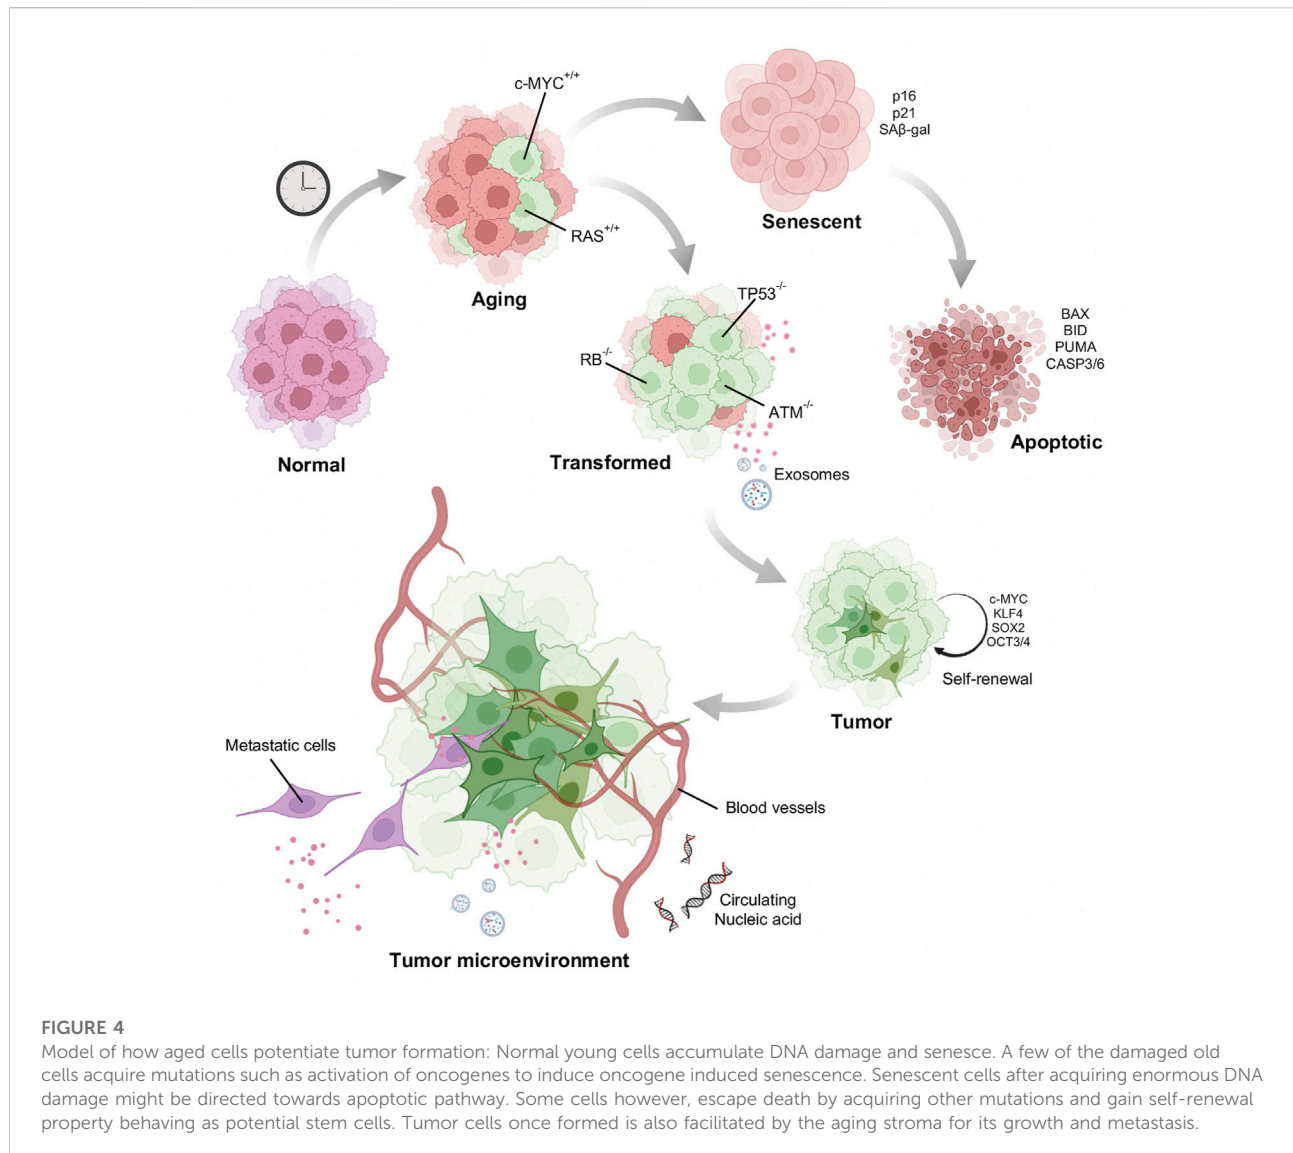 c-MYC+/+
p16
p21
SAβ-gal
RAS+/+
Senescent
Aging
TP53-/-
BAX
BID
PUMA
CASP3/6
RB-/-
ATM-/-
Apoptotic
Normal
Transformed
Exosomes
c-MYC
KLF4
SOX2
OCT3/4
Self-renewal
Tumor
Metastatic cells
Blood vessels
Circulating
Nucleic acid
Tumor microenvironment
FIGURE 4
Model of how aged cells potentiate tumor formation: Normal young cells accumulate DNA damage and senesce. A few of the damaged old
cells acquire mutations such as activation of oncogenes to induce oncogene induced senescence. Senescent cells after acquiring enormous DNA
damage might be directed towards apoptotic pathway. Some cells however, escape death by acquiring other mutations and gain self-renewal
property behaving as potential stem cells. Tumor cells once formed is also facilitated by the aging stroma for its growth and metastasis.